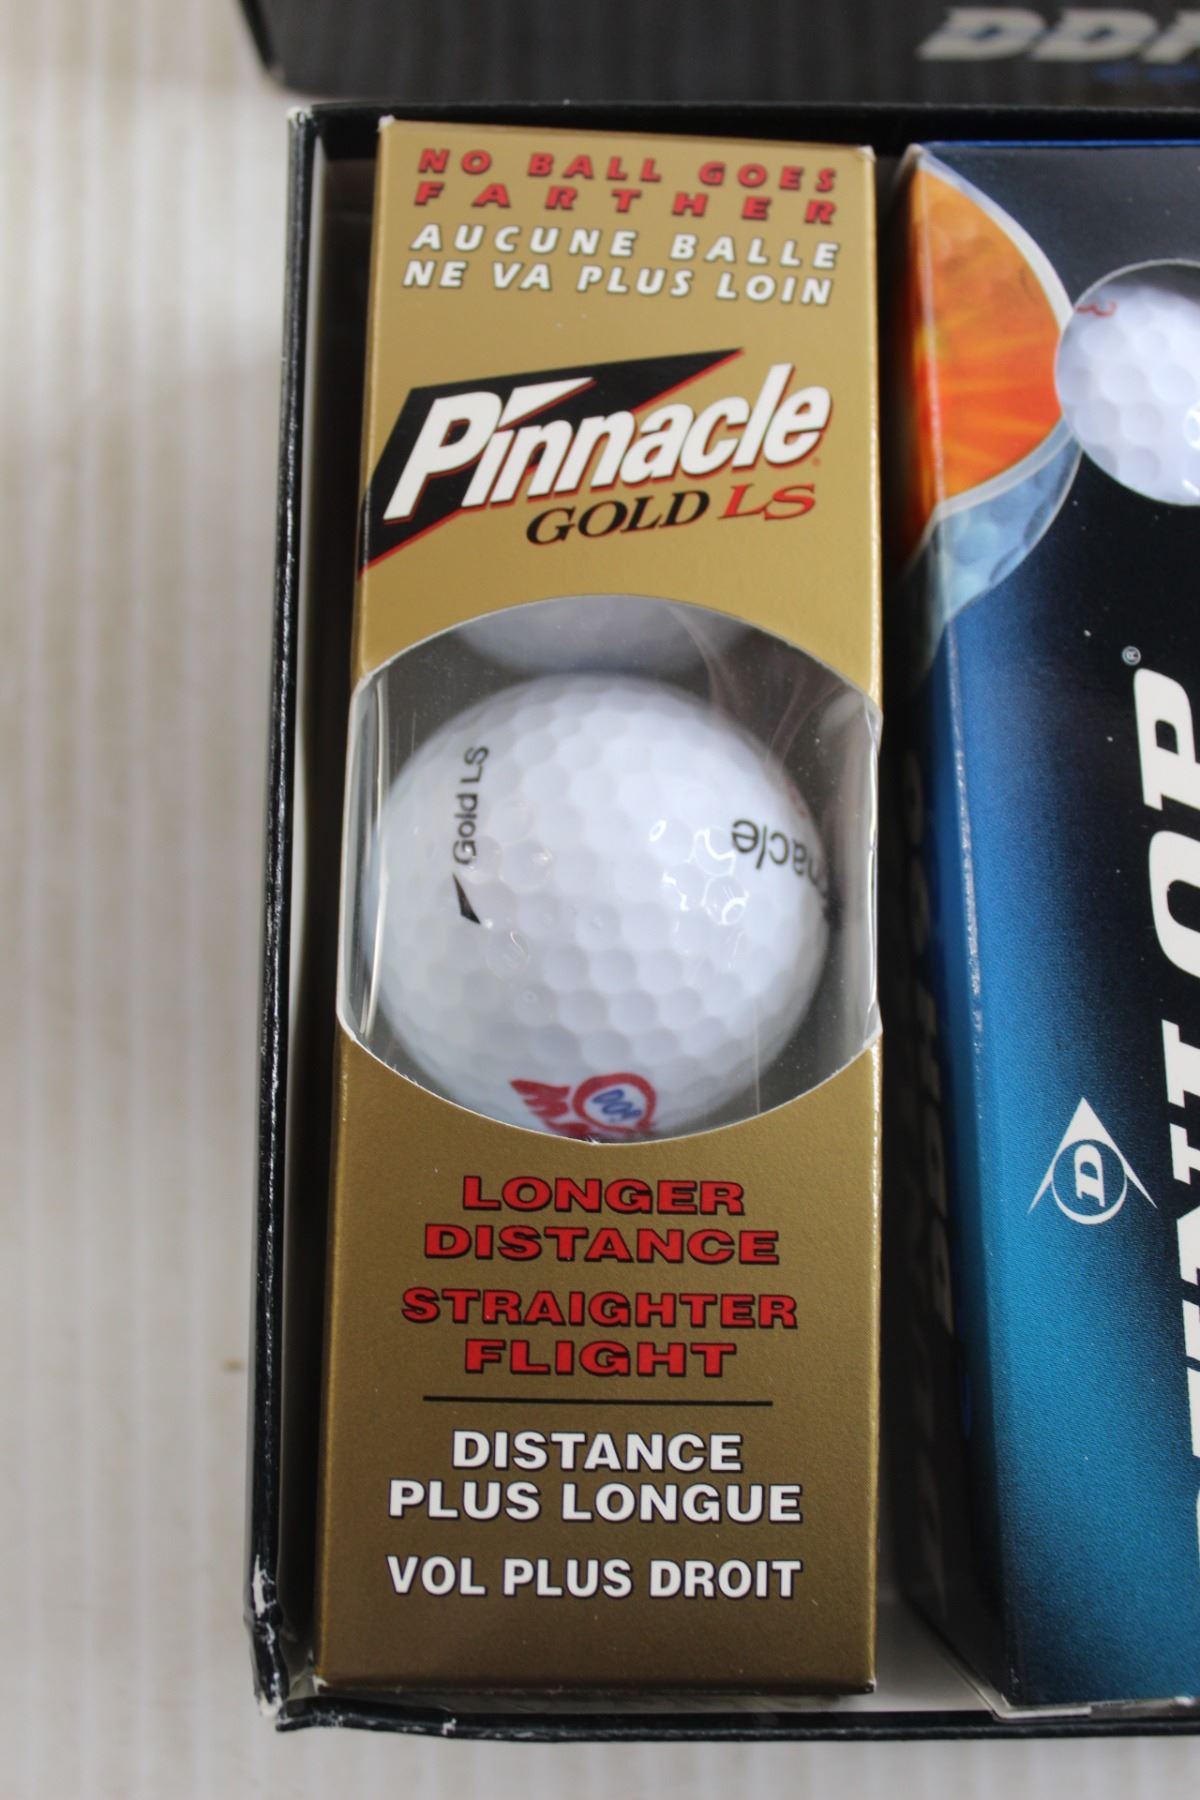 NO BALL GOES
FARTHER
AUCUNE BALLE
NE VA PLUS LOIN
Pinnacle
GOLD LS
Gold LS
nacle
LONGER
DISTANCE
STRAIGHTER
FLIGHT
DISTANCE
PLUS LONGUE
VOL PLUS DROIT
D